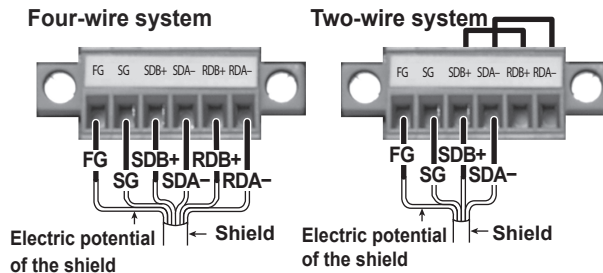 Four-wire system
FG SG SDB+ SDA− RDB+ RDA−
FG SDB+ RDB+
SG SDA− RDA−
Electric potential of the shield
Shield
Two-wire system
FG SG SDB+ SDA− RDB+ RDA−
FG SDB+
SG SDA−
Electric potential of the shield
Shield